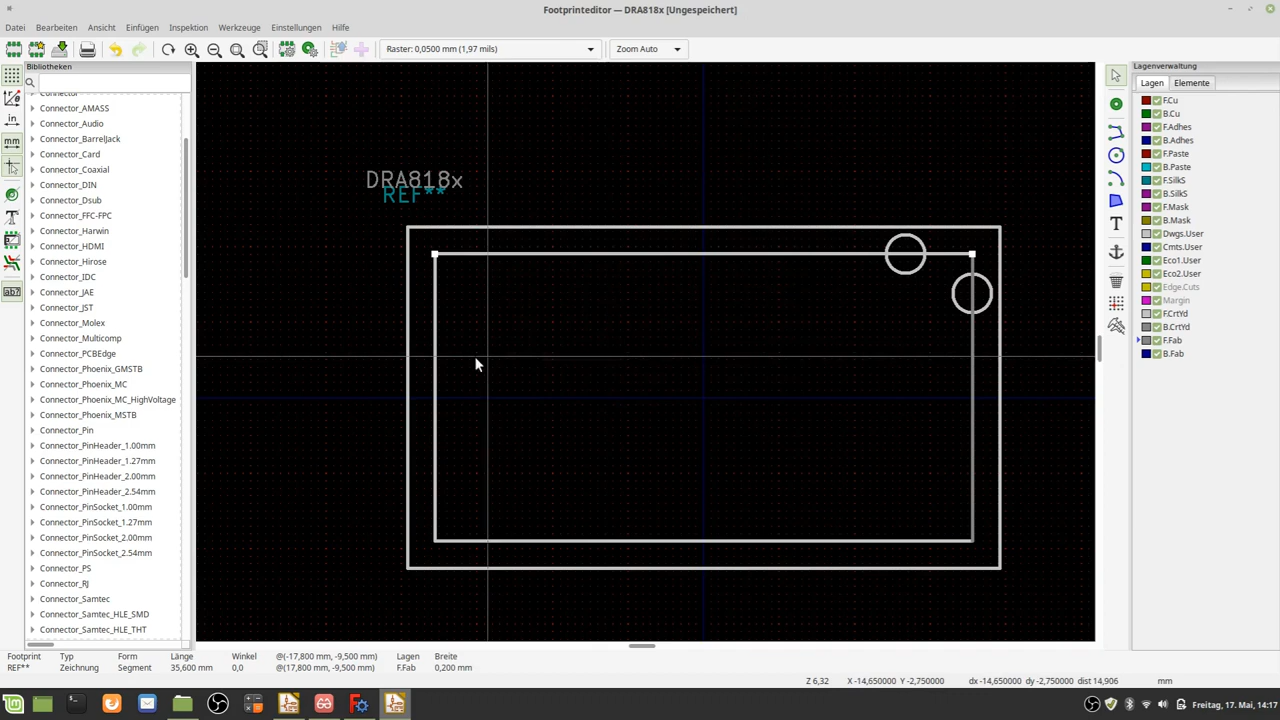 Footprinteditor — DRA818x [Ungespeichert]
Datei Bearbeiten Ansicht Einfügen Inspektion Werkzeuge Einstellungen Hilfe
Raster: 0,0500 mm (1,97 mils) Zoom Auto
Bibliotheken
Connector
Connector_AMASS
Connector_Audio
Connector_BarrelJack
Connector_Card
Connector_Coaxial
Connector_DIN
Connector_Dsub
Connector_FFC-FPC
Connector_Harwin
Connector_HDMI
Connector_Hirose
Connector_IDC
Connector_JAE
Connector_JST
Connector_Molex
Connector_Multicomp
Connector_PCBEdge
Connector_Phoenix_GMSTB
Connector_Phoenix_MC
Connector_Phoenix_MC_HighVoltage
Connector_Phoenix_MSTB
Connector_Pin
Connector_PinHeader_1.00mm
Connector_PinHeader_1.27mm
Connector_PinHeader_2.00mm
Connector_PinHeader_2.54mm
Connector_PinSocket_1.00mm
Connector_PinSocket_1.27mm
Connector_PinSocket_2.00mm
Connector_PinSocket_2.54mm
Connector_PS
Connector_RJ
Connector_Samtec
Connector_Samtec_HLE_SMD
Connector_Samtec_HLE_THT
in
mm
DRA818x
REF**
Lagenverwaltung
Lagen Elemente
F.Cu
B.Cu
F.Adhes
B.Adhes
F.Paste
B.Paste
F.SilkS
B.SilkS
F.Mask
B.Mask
Dwgs.User
Cmts.User
Eco1.User
Eco2.User
Edge.Cuts
Margin
F.CrtYd
B.CrtYd
F.Fab
B.Fab
Footprint Typ Form Länge Winkel @(-17,800 mm, -9,500 mm) Lagen Breite
REF** Zeichnung Segment 35,600 mm 0,0 @(17,800 mm, -9,500 mm) F.Fab 0,200 mm
Z 6,32 X -14,650000 Y -2,750000 dx -14,650000 dy -2,750000 dist 14,906 mm
Freitag, 17. Mai, 14:17